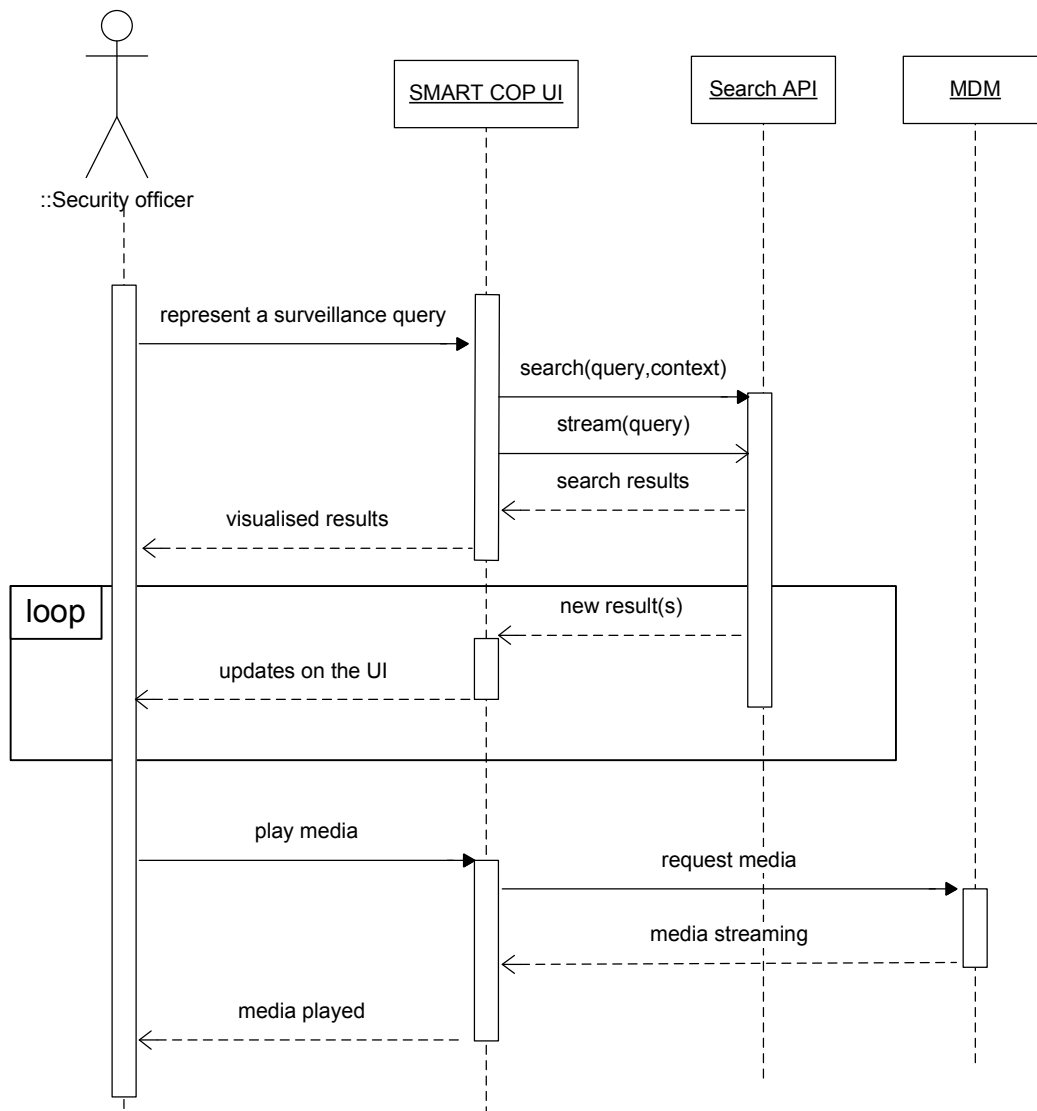 SMART COP UI
Search API
MDM
::Security officer
represent a surveillance query
search(query,context)
stream(query)
search results
visualised results
loop
new result(s)
updates on the UI
play media
request media
media streaming
media played